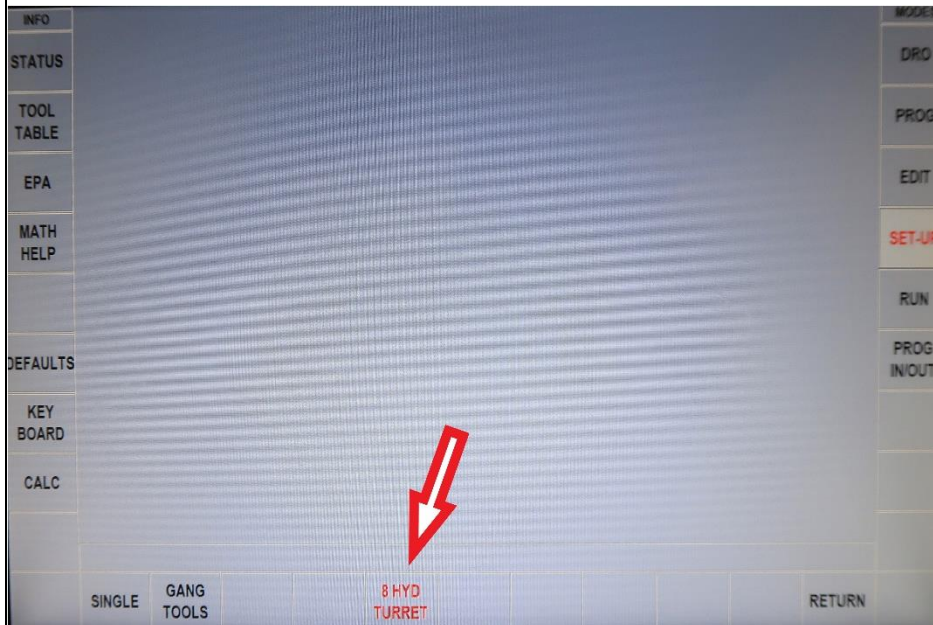 INFO
STATUS
TOOL
TABLE
EPA
MATH
HELP
DEFAULTS
KEY
BOARD
CALC
DRO
PROG
EDIT
SET-UP
RUN
PROG
IN/OUT
SINGLE
GANG
TOOLS
8 HYD
TURRET
RETURN